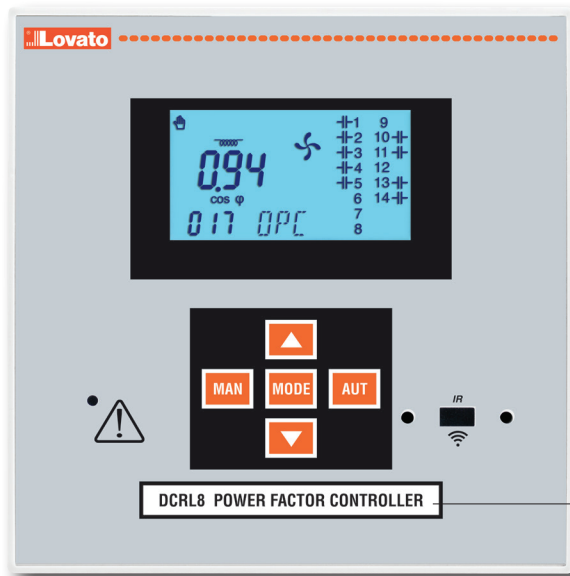 Lovato
1 9
2 10
3 11
4 12
5 13
6 14
7
8
0.94
cos φ
017 OPC
MAN MODE AUT
IR
DCRL8 POWER FACTOR CONTROLLER